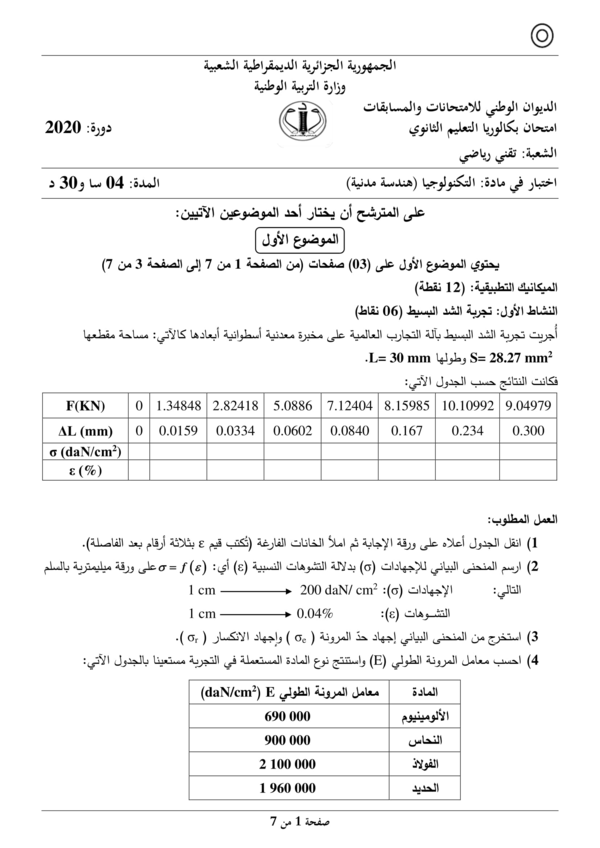 الجمهورية الجزائرية الديمقراطية الشعبية
وزارة التربية الوطنية
الديوان الوطني للامتحانات والمسابقات
امتحان بكالوريا التعليم الثانوي
دورة: 2020
الشعبة: تقني رياضي
اختبار في مادة: التكنولوجيا (هندسة مدنية)
المدة: 04 سا و30 د
على المترشح أن يختار أحد الموضوعين الآتيين:
الموضوع الأول
يحتوي الموضوع الأول على (03) صفحات (من الصفحة 1 من 7 إلى الصفحة 3 من 7)
الميكانيك التطبيقية: (12 نقطة)
النشاط الأول: تجربة الشد البسيط (06 نقاط)
أُجريت تجربة الشد البسيط بآلة التجارب العالمية على مخبرة معدنية أسطوانية أبعادها كالآتي: مساحة مقطعها
S= 28.27 mm² وطولها L= 30 mm.
فكانت النتائج حسب الجدول الآتي:
F(KN) 0 1.34848 2.82418 5.0886 7.12404 8.15985 10.10992 9.04979
ΔL (mm) 0 0.0159 0.0334 0.0602 0.0840 0.167 0.234 0.300
σ (daN/cm²)
ε (%)
العمل المطلوب:
1) انقل الجدول أعلاه على ورقة الإجابة ثم املأ الخانات الفارغة (تُكتب قيم ε بثلاثة أرقام بعد الفاصلة).
2) ارسم المنحنى البياني للإجهادات (σ) بدلالة التشوهات النسبية (ε) أي: σ = f (ε) على ورقة ميليمترية بالسلم
التالي: الإجهادات (σ): 1 cm ⟶ 200 daN/ cm²
التشـوهات (ε): 1 cm ⟶ 0.04%
3) استخرج من المنحنى البياني إجهاد حدّ المرونة ( σe ) وإجهاد الانكسار ( σr ).
4) احسب معامل المرونة الطولي (E) واستنتج نوع المادة المستعملة في التجربة مستعينا بالجدول الآتي:
المادة معامل المرونة الطولي E (daN/cm²)
الألومينيوم 690 000
النحاس 900 000
الفولاذ 2 100 000
الحديد 1 960 000
صفحة 1 من 7